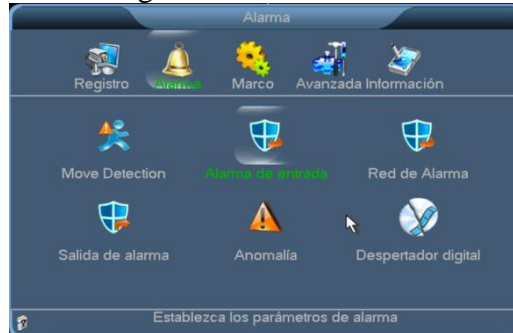 Alarma
Registro Alarma Marco Avanzada Información
Move Detection Alarma de entrada Red de Alarma
Salida de alarma Anomalía Despertador digital
Establezca los parámetros de alarma